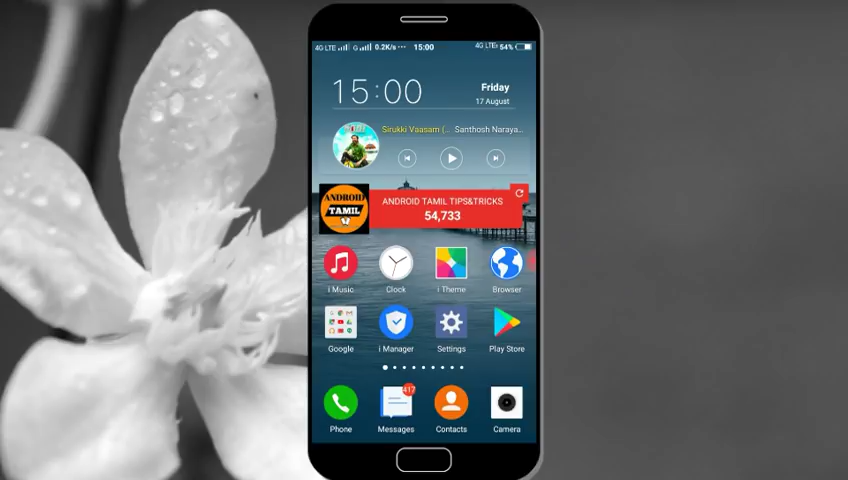 4G LTE G 0.2K/s ··· 15:00 4G LTE 54%
15:00
Friday
17 August
Sirukki Vaasam (... Santhosh Naraya...
ANDROID
TAMIL
ANDROID TAMIL TIPS&TRICKS
54,733
i Music Clock i Theme Browser
Google i Manager Settings Play Store
417
Phone Messages Contacts Camera